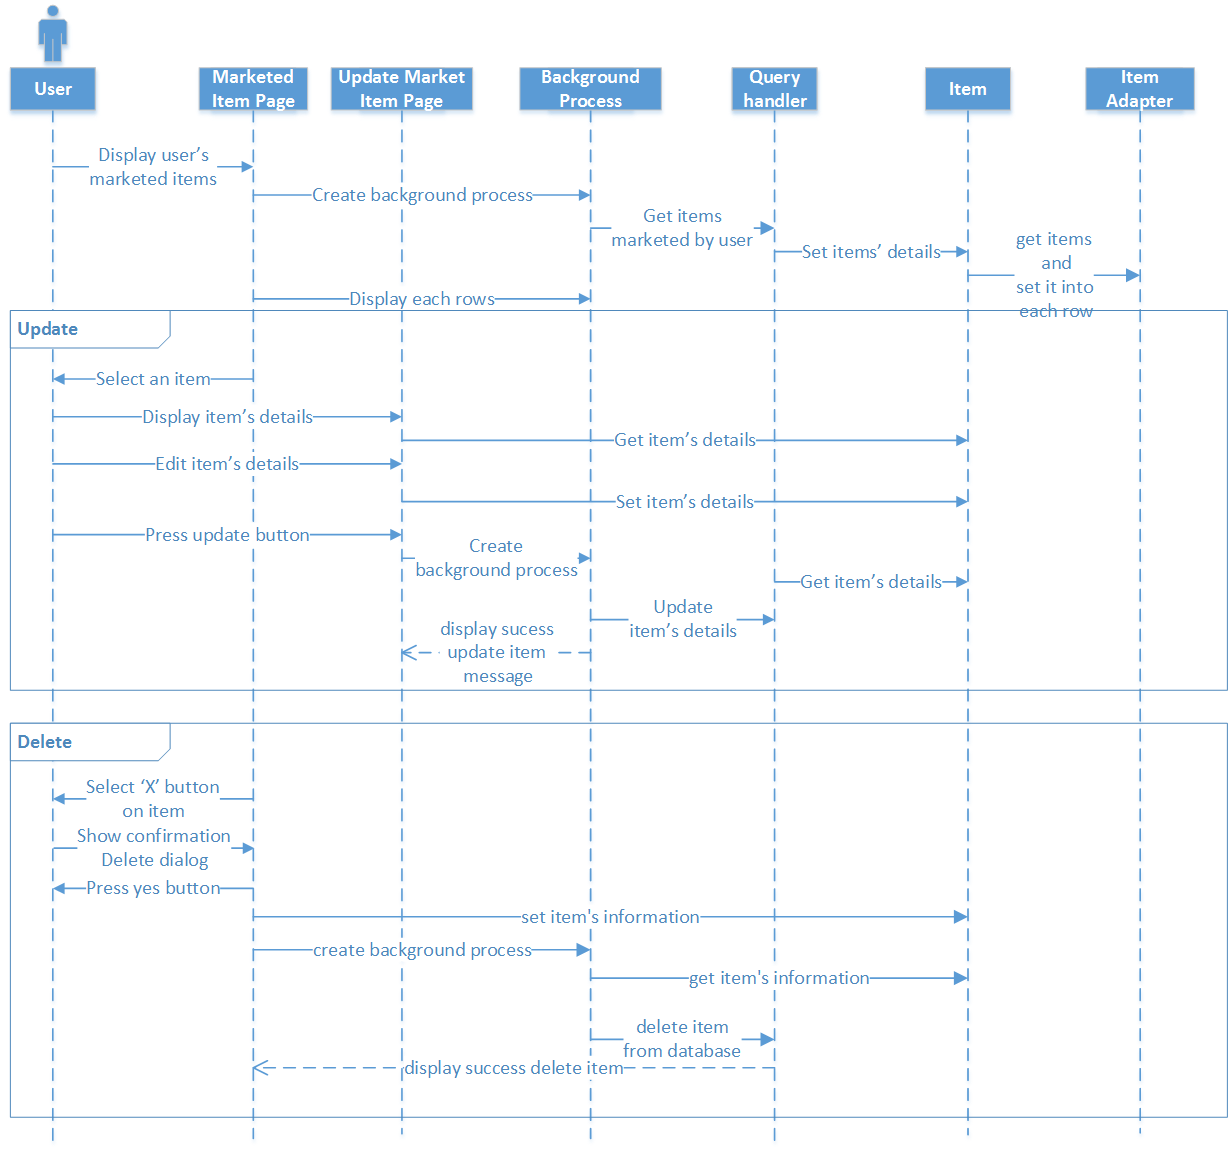 User
Marketed
Item Page
Update Market
Item Page
Background
Process
Query
handler
Item
Item
Adapter
Display user’s
marketed items
Create background process
Get items
marketed by user
Set items’ details
get items
and
set it into
each row
Display each rows
Update
Select an item
Display item’s details
Get item’s details
Edit item’s details
Set item’s details
Press update button
Create
background process
Get item’s details
Update
item’s details
display sucess
update item
message
Delete
Select ‘X’ button
on item
Show confirmation
Delete dialog
Press yes button
set item's information
create background process
get item's information
delete item
from database
display success delete item